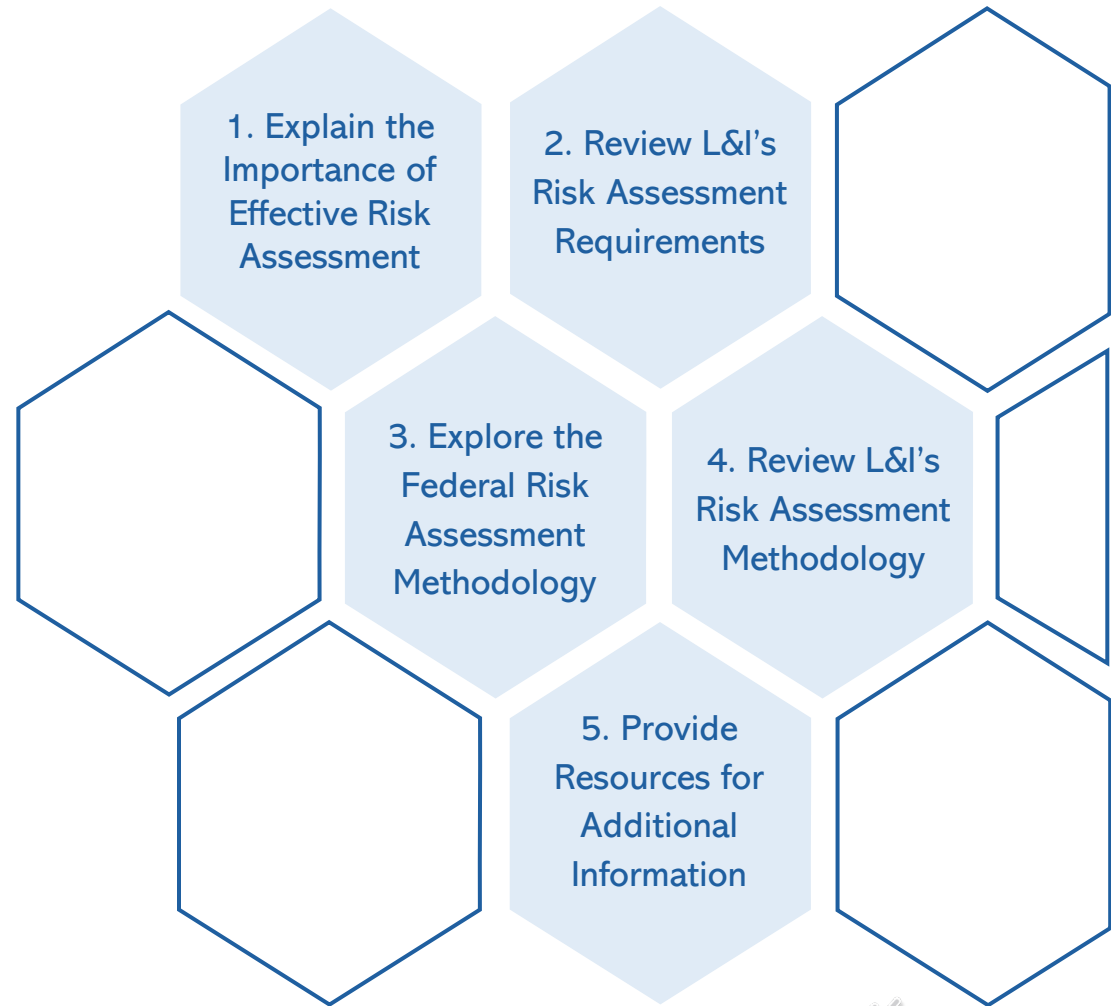 1. Explain the
Importance of
Effective Risk
Assessment
2. Review L&I's
Risk Assessment
Requirements
3. Explore the
Federal Risk
Assessment
Methodology
4. Review L&I's
Risk Assessment
Methodology
5. Provide
Resources for
Additional
Information